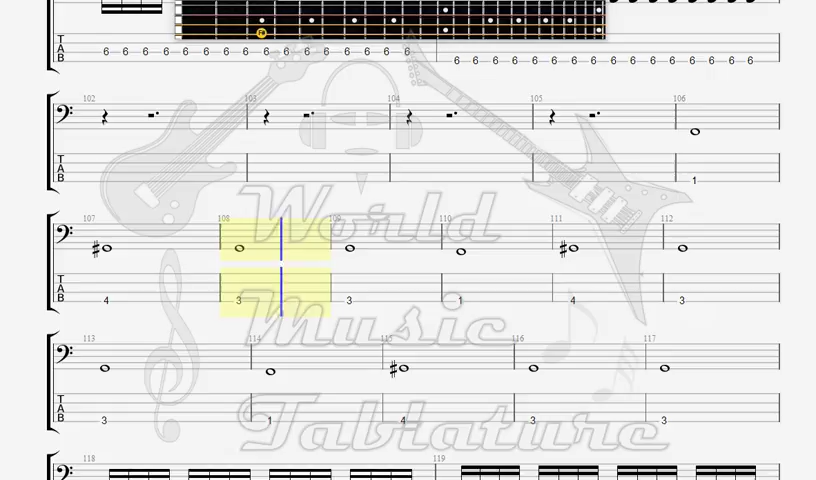 F#
T 6 6 6 6 6 6 6 6 6 6 6 6 6 6 6 6
A
B 6 6 6 6 6 6 6 6 6 6 6 6 6 6 6 6
102 103 104 105 106
T
A
B 1
107 108 109 110 111 112
World
T
A
B 4 3 3 1 4 3
Music
113 114 115 116 117
T
A
B 3 1 4 3 3
Tablature
118 119